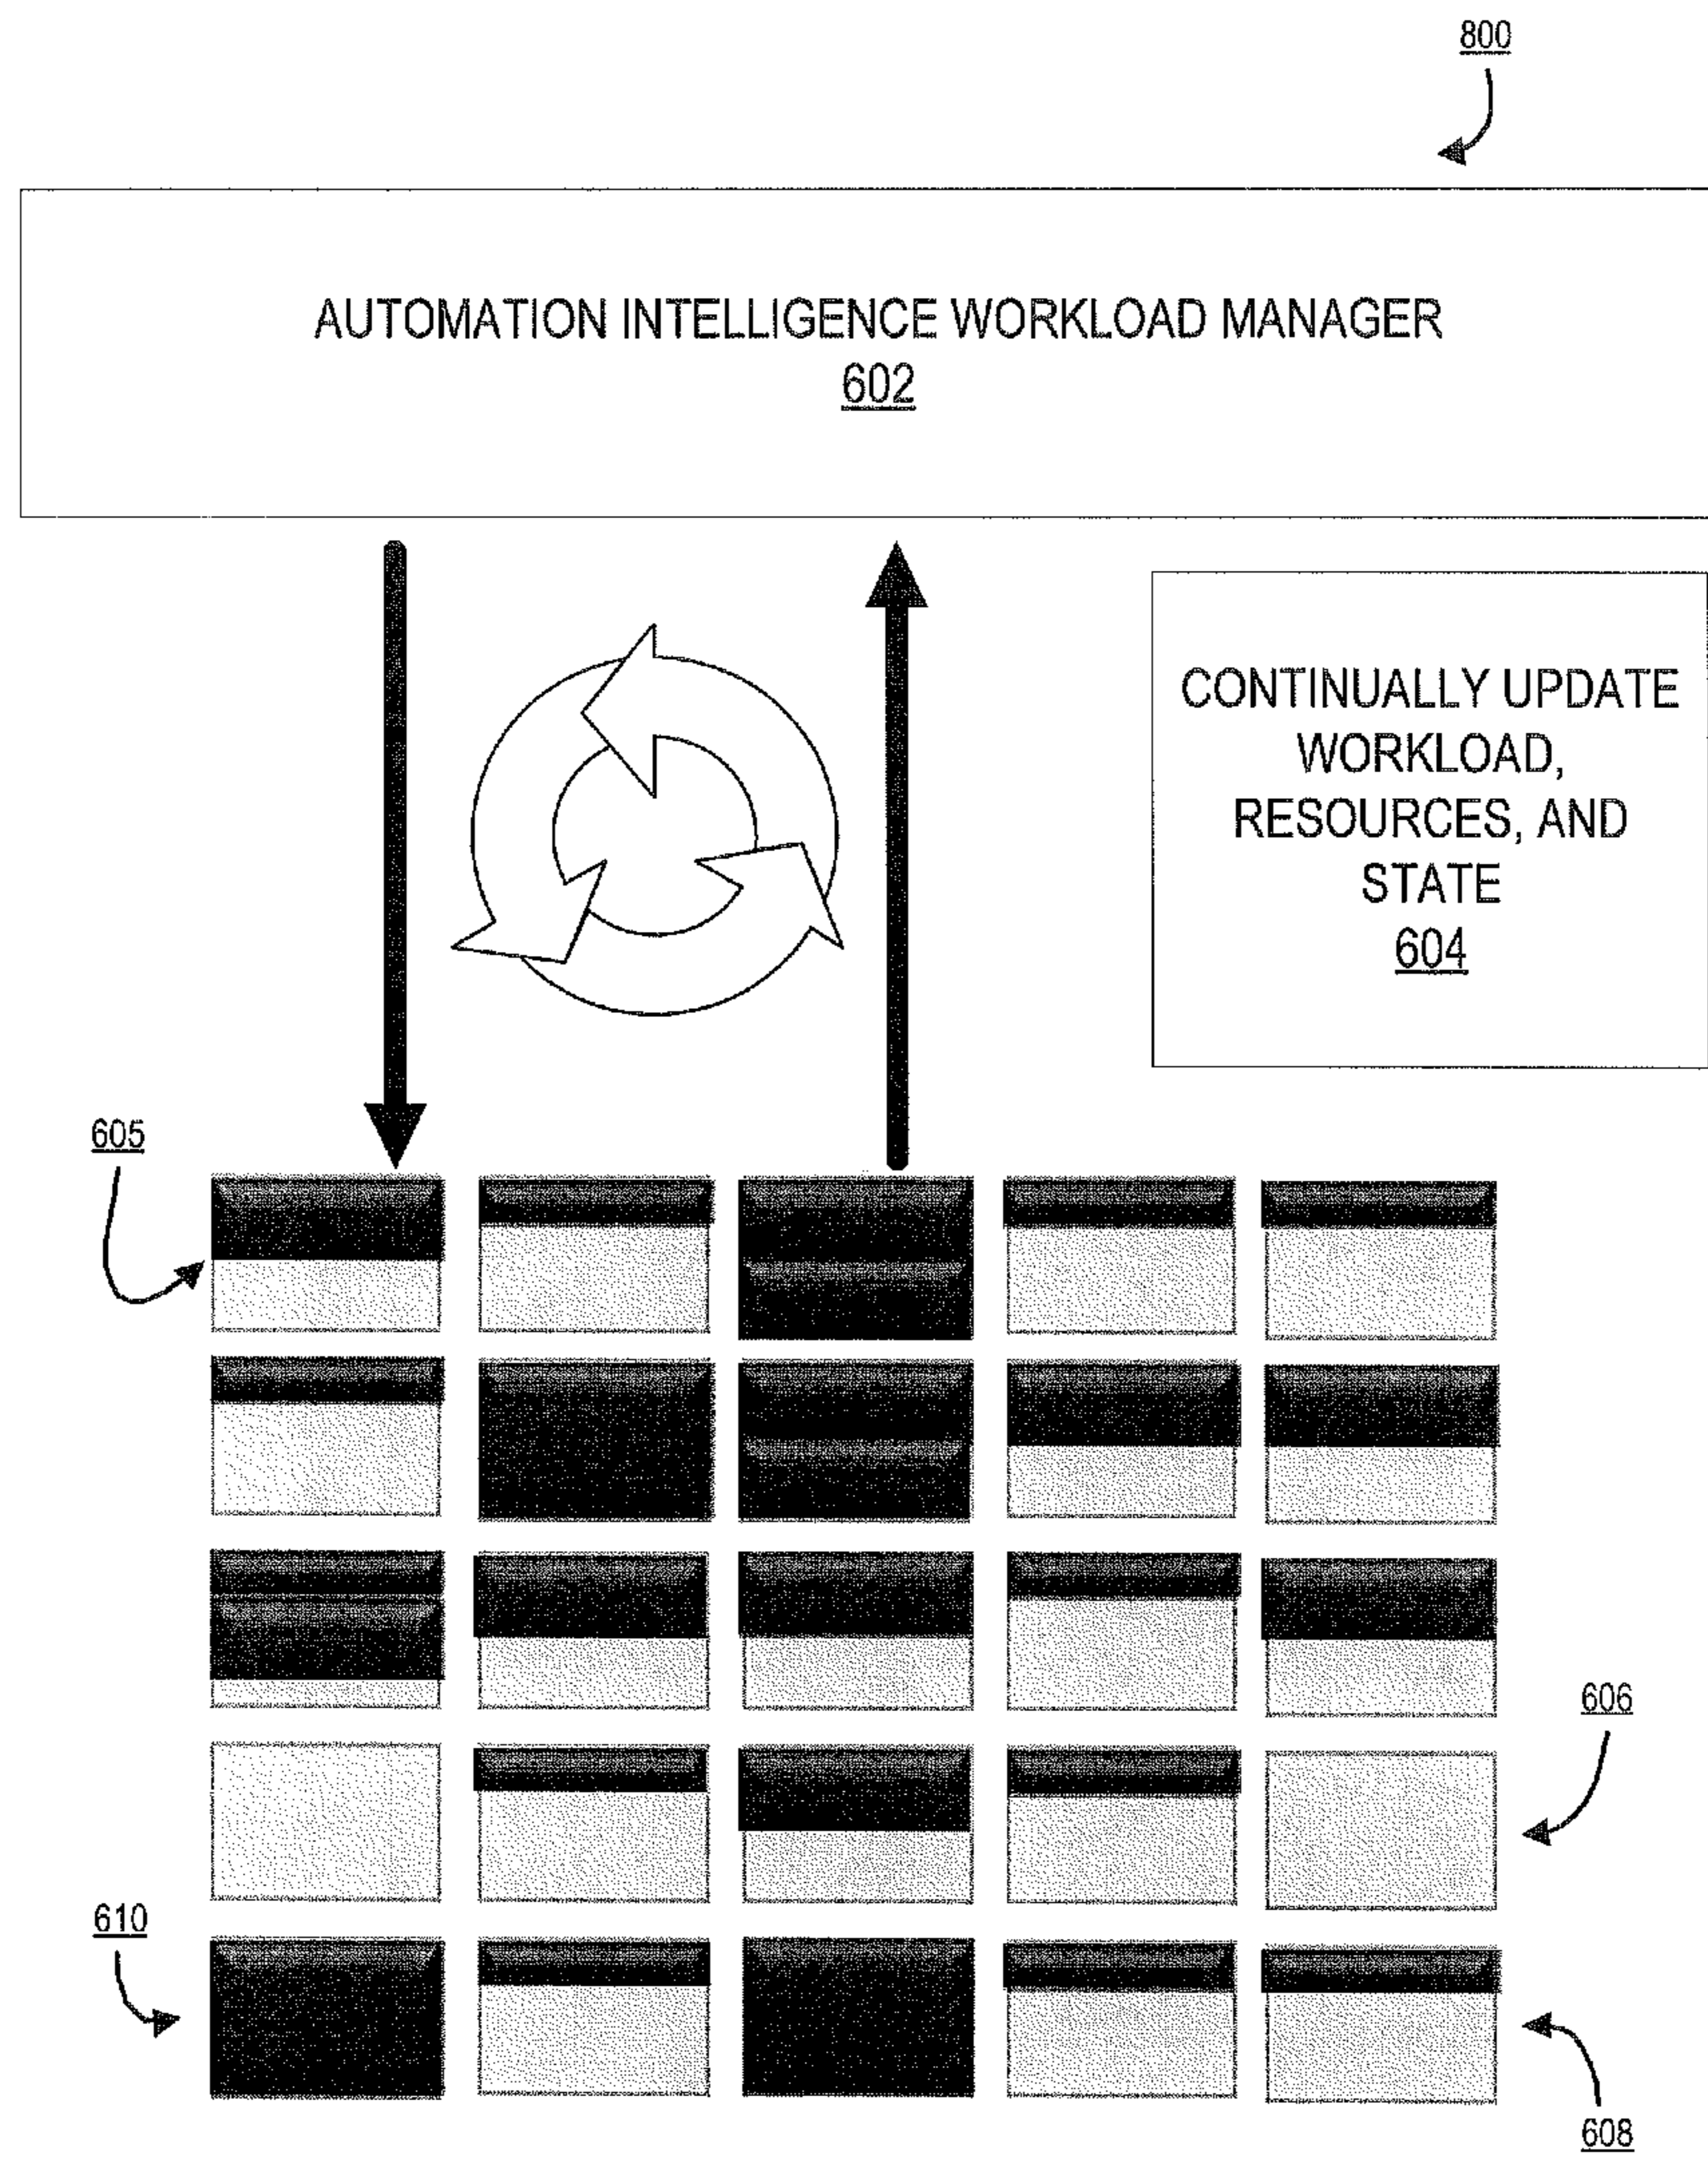 800
AUTOMATION INTELLIGENCE WORKLOAD MANAGER
602
CONTINUALLY UPDATE
WORKLOAD,
RESOURCES, AND
STATE
604
605
606
610
608